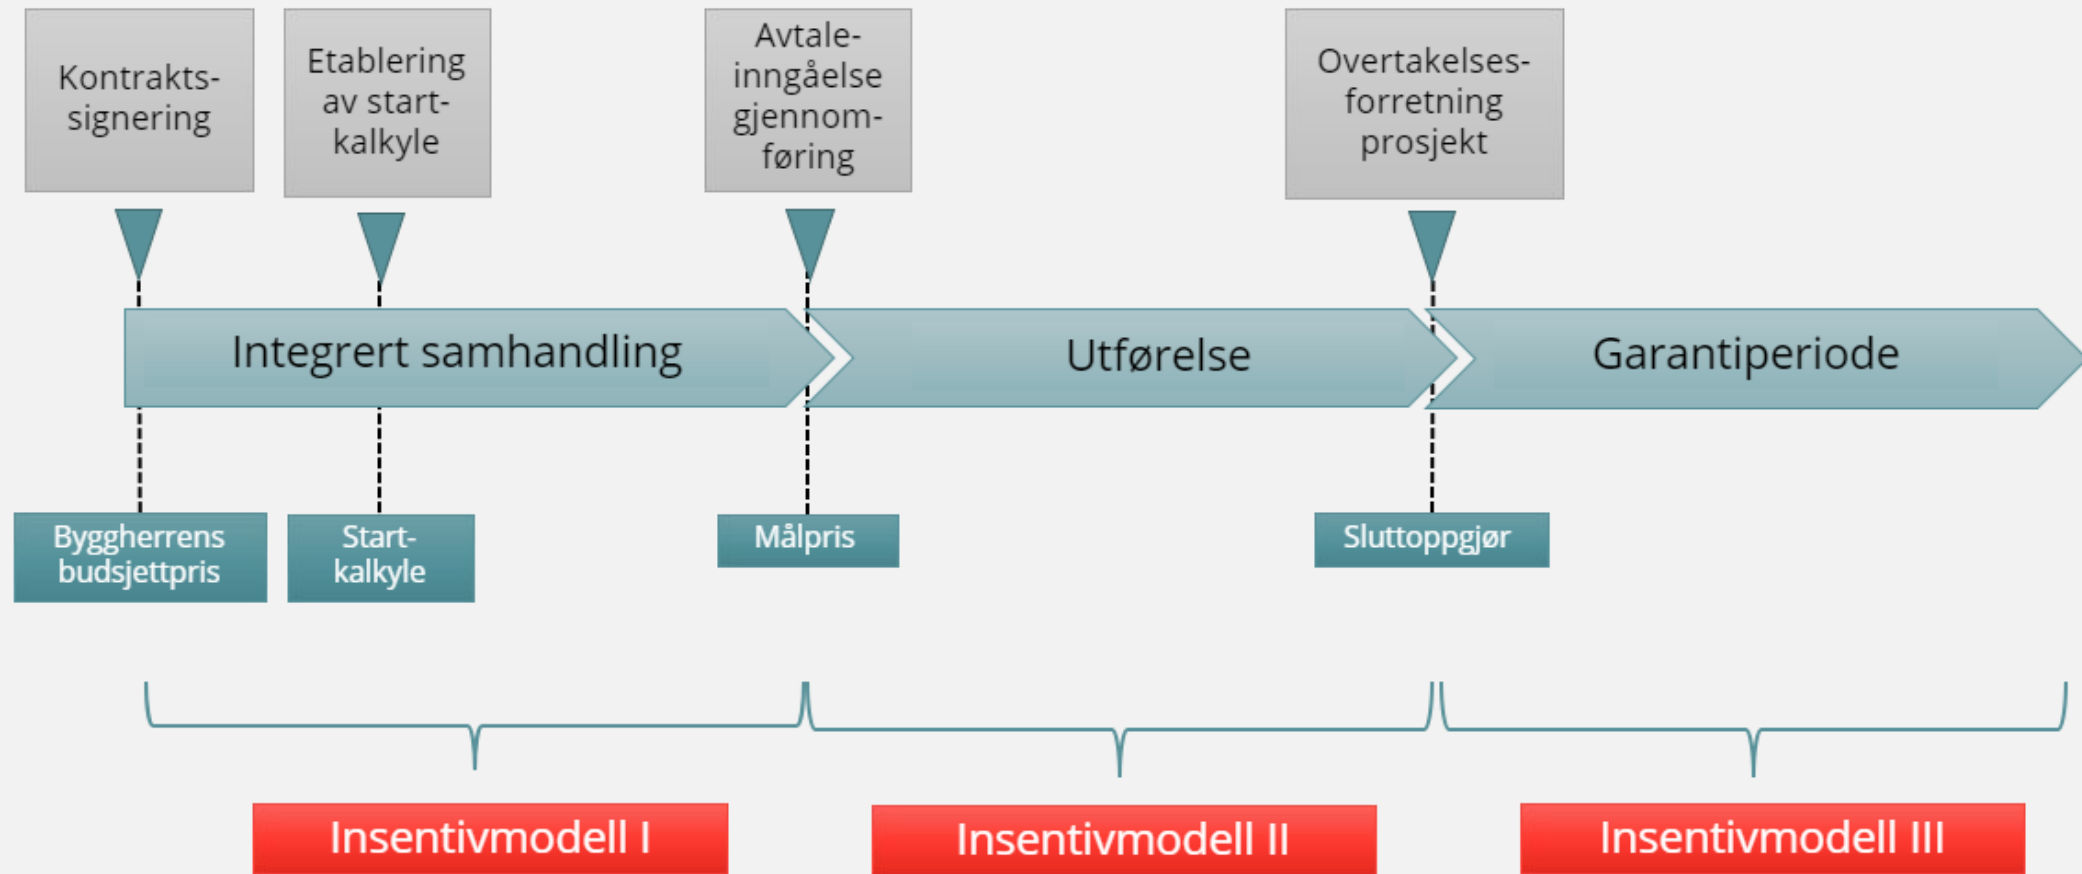 Kontrakts-
signering
Etablering
av start-
kalkyle
Avtale-
inngåelse
gjennom-
føring
Overtakelses-
forretning
prosjekt
Integrert samhandling
Utførelse
Garantiperiode
Byggherrens
budsjettpris
Start-
kalkyle
Målpris
Sluttoppgjør
Insentivmodell I
Insentivmodell II
Insentivmodell III